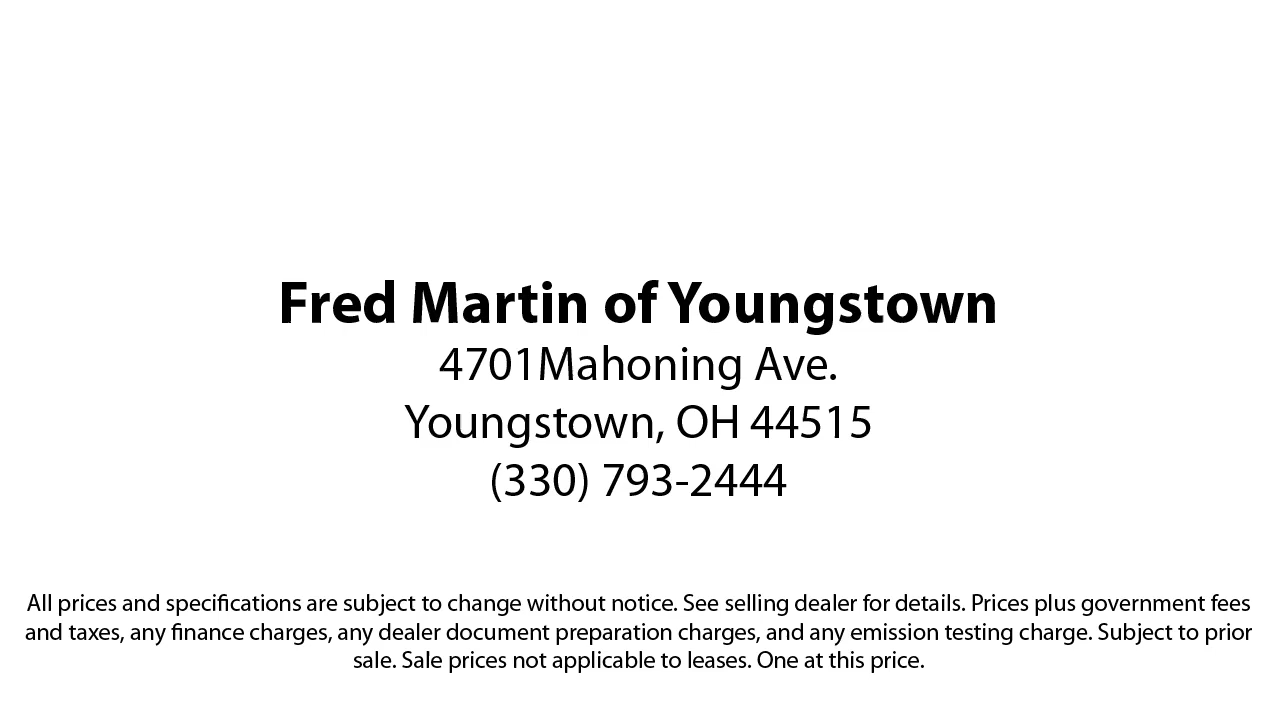 Fred Martin of Youngstown
4701Mahoning Ave.
Youngstown, OH 44515
(330) 793-2444
All prices and specifications are subject to change without notice. See selling dealer for details. Prices plus government fees
and taxes, any finance charges, any dealer document preparation charges, and any emission testing charge. Subject to prior
sale. Sale prices not applicable to leases. One at this price.